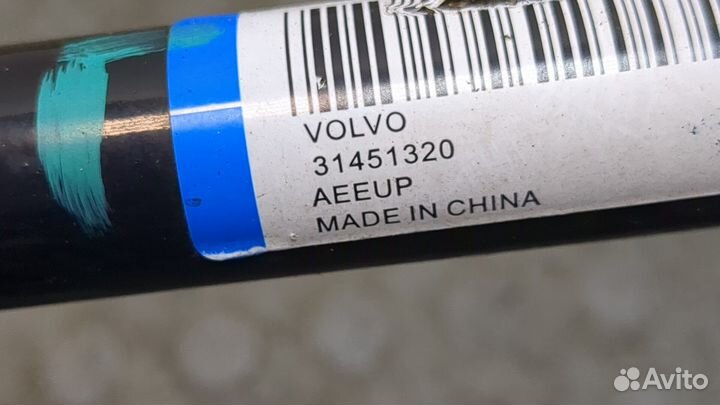 VOLVO
31451320
AEEUP
MADE IN CHINA
Avito